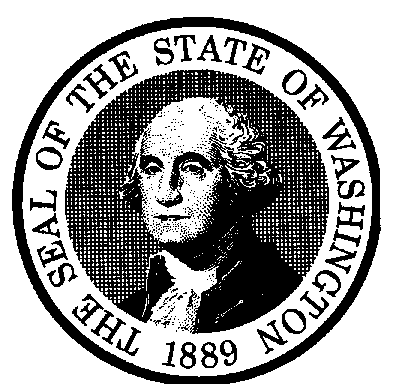 THE SEAL OF THE STATE OF WASHINGTON
1889